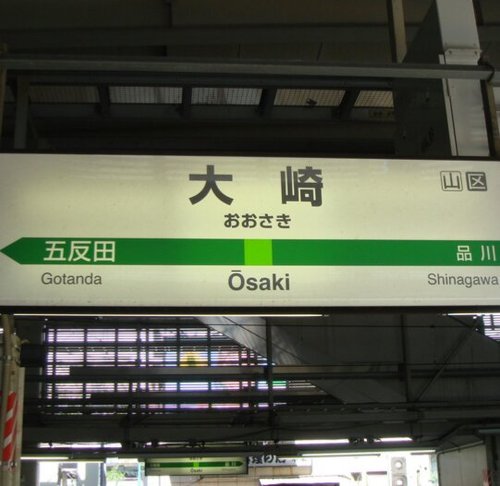 大崎
山区
おおさき
五反田
品川
Gotanda
Ōsaki
Shinagawa